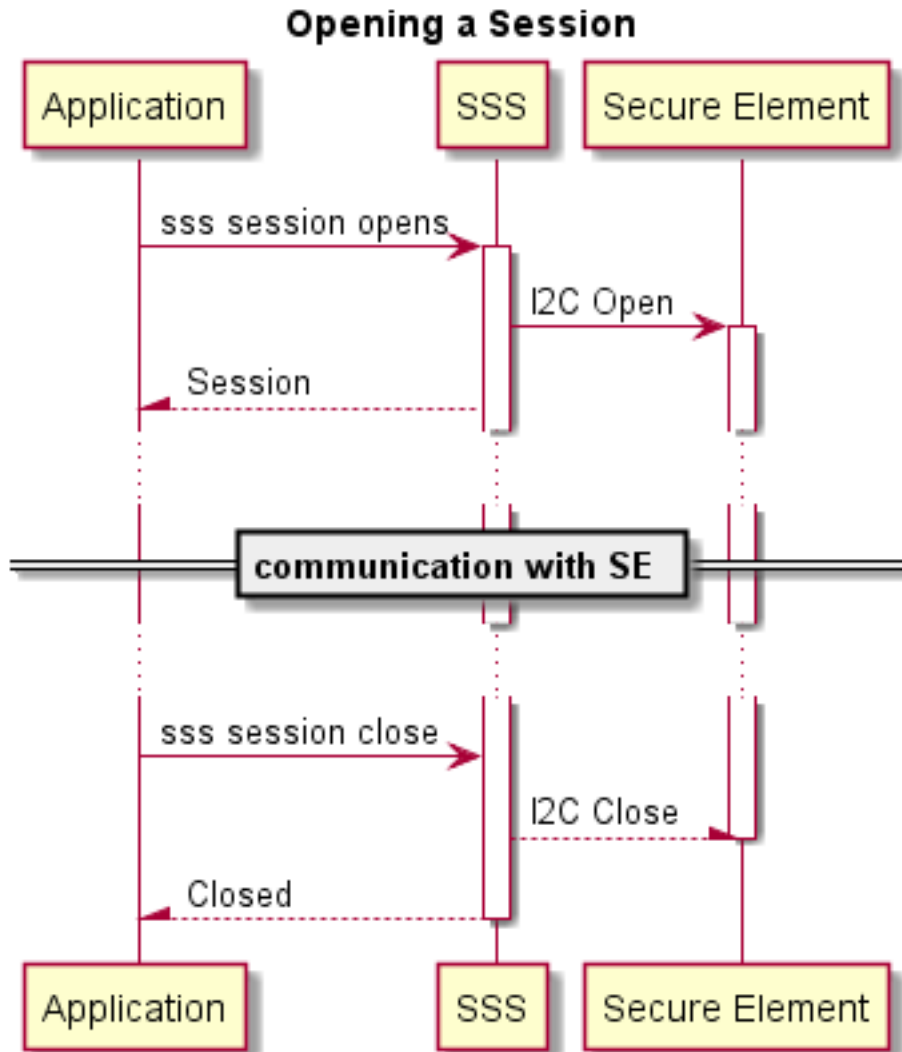 Opening a Session
Application
SSS
Secure Element
sss session opens
I2C Open
Session
communication with SE
sss session close
I2C Close
Closed
Application
SSS
Secure Element